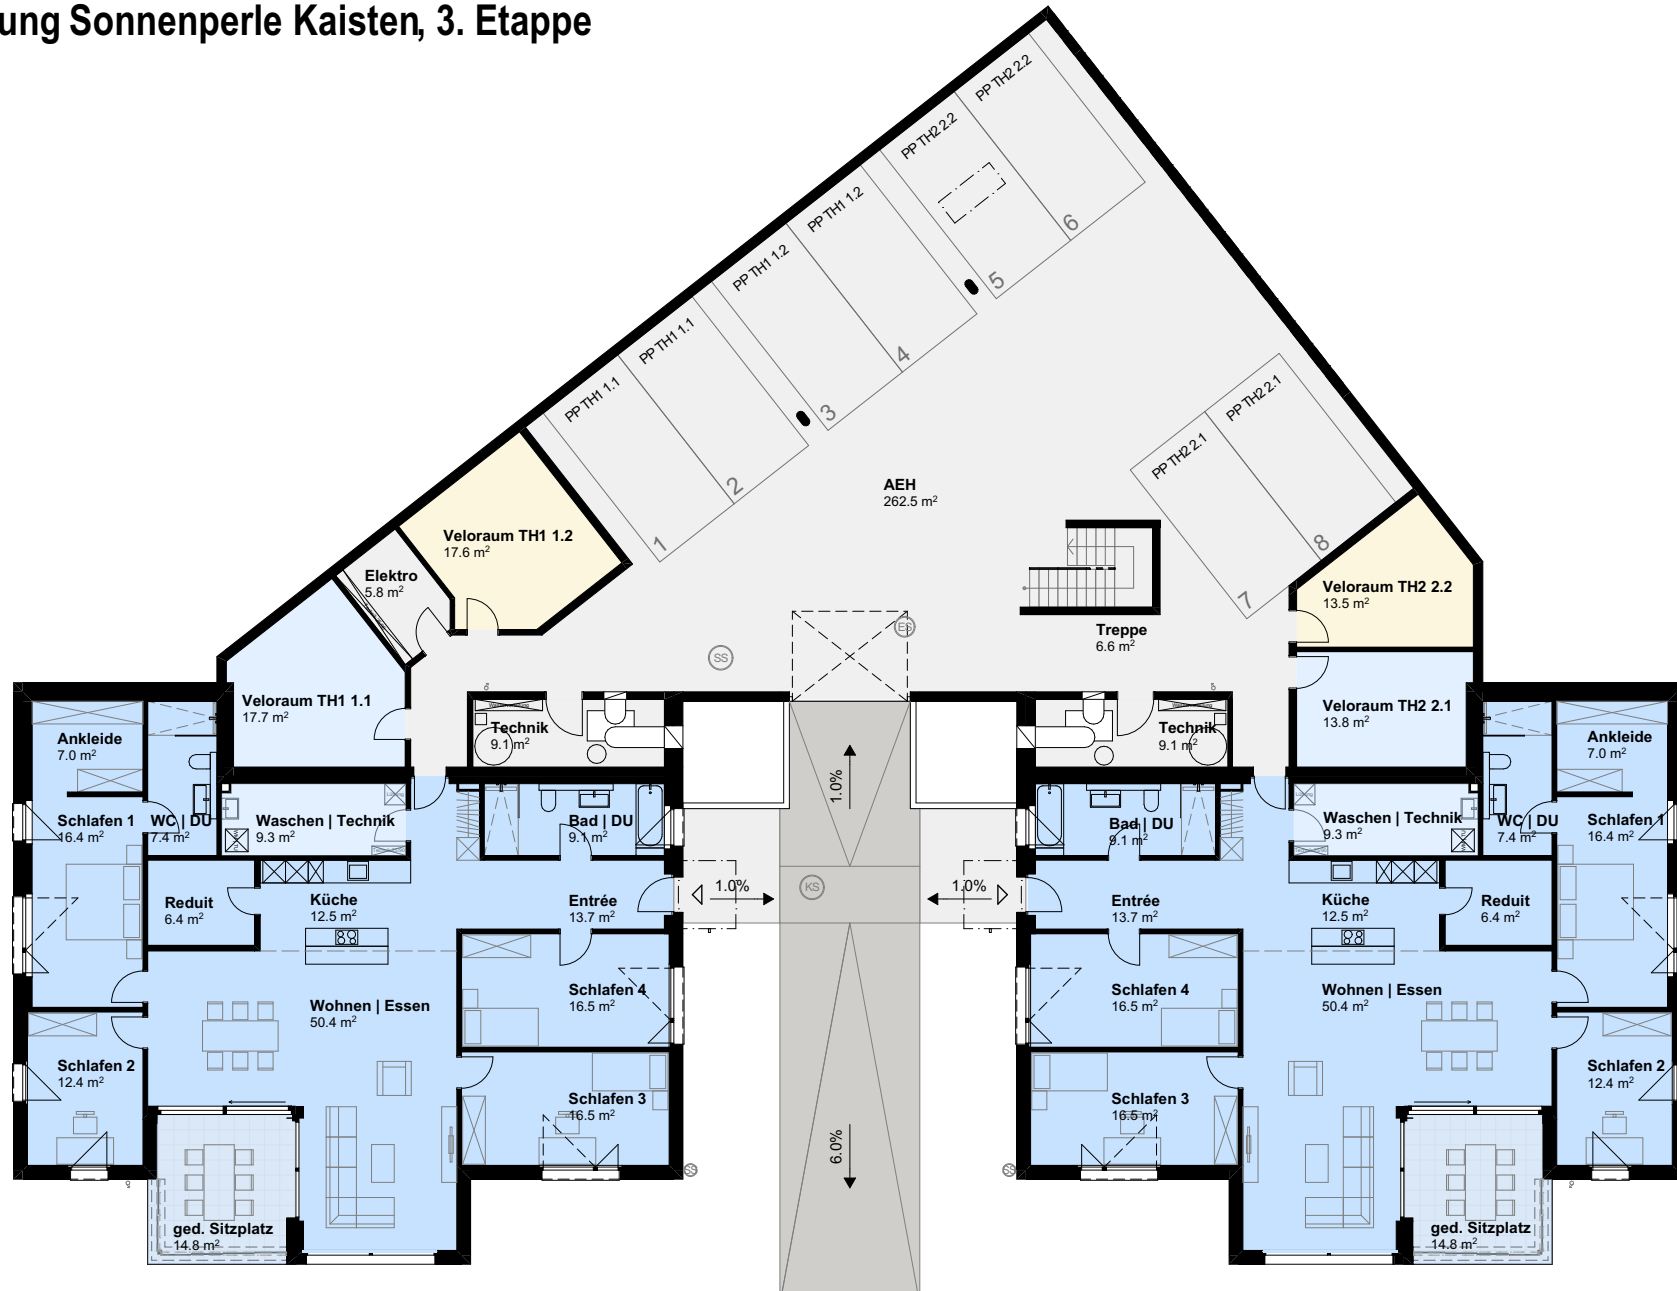 ung Sonnenperle Kaisten, 3. Etappe
PP TH2 2.2
PP TH2 2.2
PP TH1 1.2
PP TH1 1.2
PP TH1 1.1
PP TH1 1.1
6
5
4
3
2
1
PP TH2 2.1
PP TH2 2.1
8
7
AEH
262.5 m²
Veloraum TH1 1.2
17.6 m²
Elektro
5.8 m²
Veloraum TH1 1.1
17.7 m²
Veloraum TH2 2.2
13.5 m²
Treppe
6.6 m²
Veloraum TH2 2.1
13.8 m²
ES
SS
Technik
9.1 m²
Technik
9.1 m²
1.0%
Ankleide
7.0 m²
Schlafen 1
16.4 m²
WC | DU
7.4 m²
Waschen | Technik
9.3 m²
Bad | DU
9.1 m²
Reduit
6.4 m²
Küche
12.5 m²
Entrée
13.7 m²
1.0%
KS
1.0%
Schlafen 4
16.5 m²
Wohnen | Essen
50.4 m²
Schlafen 2
12.4 m²
Schlafen 3
16.5 m²
ged. Sitzplatz
14.8 m²
6.0%
SS
SS
Bad | DU
9.1 m²
Waschen | Technik
9.3 m²
WC | DU
7.4 m²
Ankleide
7.0 m²
Schlafen 1
16.4 m²
Entrée
13.7 m²
Küche
12.5 m²
Reduit
6.4 m²
Schlafen 4
16.5 m²
Wohnen | Essen
50.4 m²
Schlafen 2
12.4 m²
Schlafen 3
16.5 m²
ged. Sitzplatz
14.8 m²